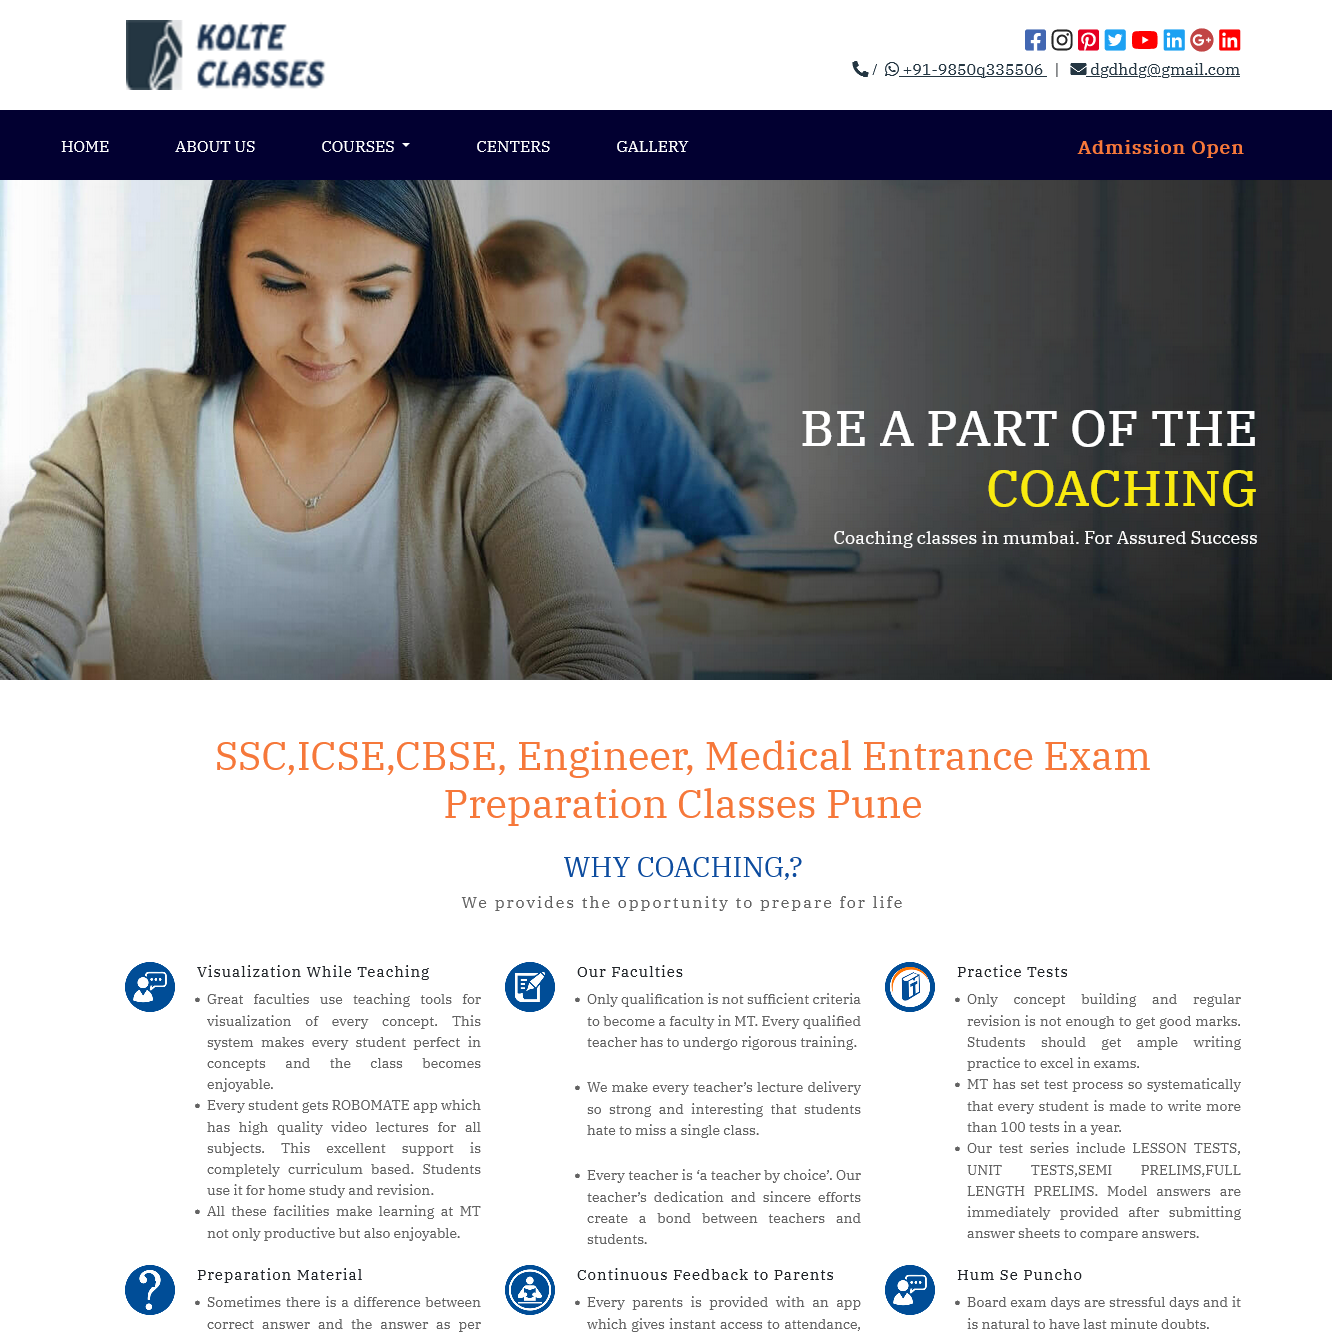 KOLTE
CLASSES
/ +91-9850q335506 | dgdhdg@gmail.com
HOME ABOUT US COURSES CENTERS GALLERY Admission Open
BE A PART OF THE
COACHING
Coaching classes in mumbai. For Assured Success
SSC,ICSE,CBSE, Engineer, Medical Entrance Exam
Preparation Classes Pune
WHY COACHING,?
We provides the opportunity to prepare for life
Visualization While Teaching
• Great faculties use teaching tools for
visualization of every concept. This
system makes every student perfect in
concepts and the class becomes
enjoyable.
• Every student gets ROBOMATE app which
has high quality video lectures for all
subjects. This excellent support is
completely curriculum based. Students
use it for home study and revision.
• All these facilities make learning at MT
not only productive but also enjoyable.
Our Faculties
• Only qualification is not sufficient criteria
to become a faculty in MT. Every qualified
teacher has to undergo rigorous training.
• We make every teacher’s lecture delivery
so strong and interesting that students
hate to miss a single class.
• Every teacher is ‘a teacher by choice’. Our
teacher’s dedication and sincere efforts
create a bond between teachers and
students.
Practice Tests
• Only concept building and regular
revision is not enough to get good marks.
Students should get ample writing
practice to excel in exams.
• MT has set test process so systematically
that every student is made to write more
than 100 tests in a year.
• Our test series include LESSON TESTS,
UNIT TESTS,SEMI PRELIMS,FULL
LENGTH PRELIMS. Model answers are
immediately provided after submitting
answer sheets to compare answers.
Preparation Material
• Sometimes there is a difference between
correct answer and the answer as per
Continuous Feedback to Parents
• Every parents is provided with an app
which gives instant access to attendance,
Hum Se Puncho
• Board exam days are stressful days and it
is natural to have last minute doubts.